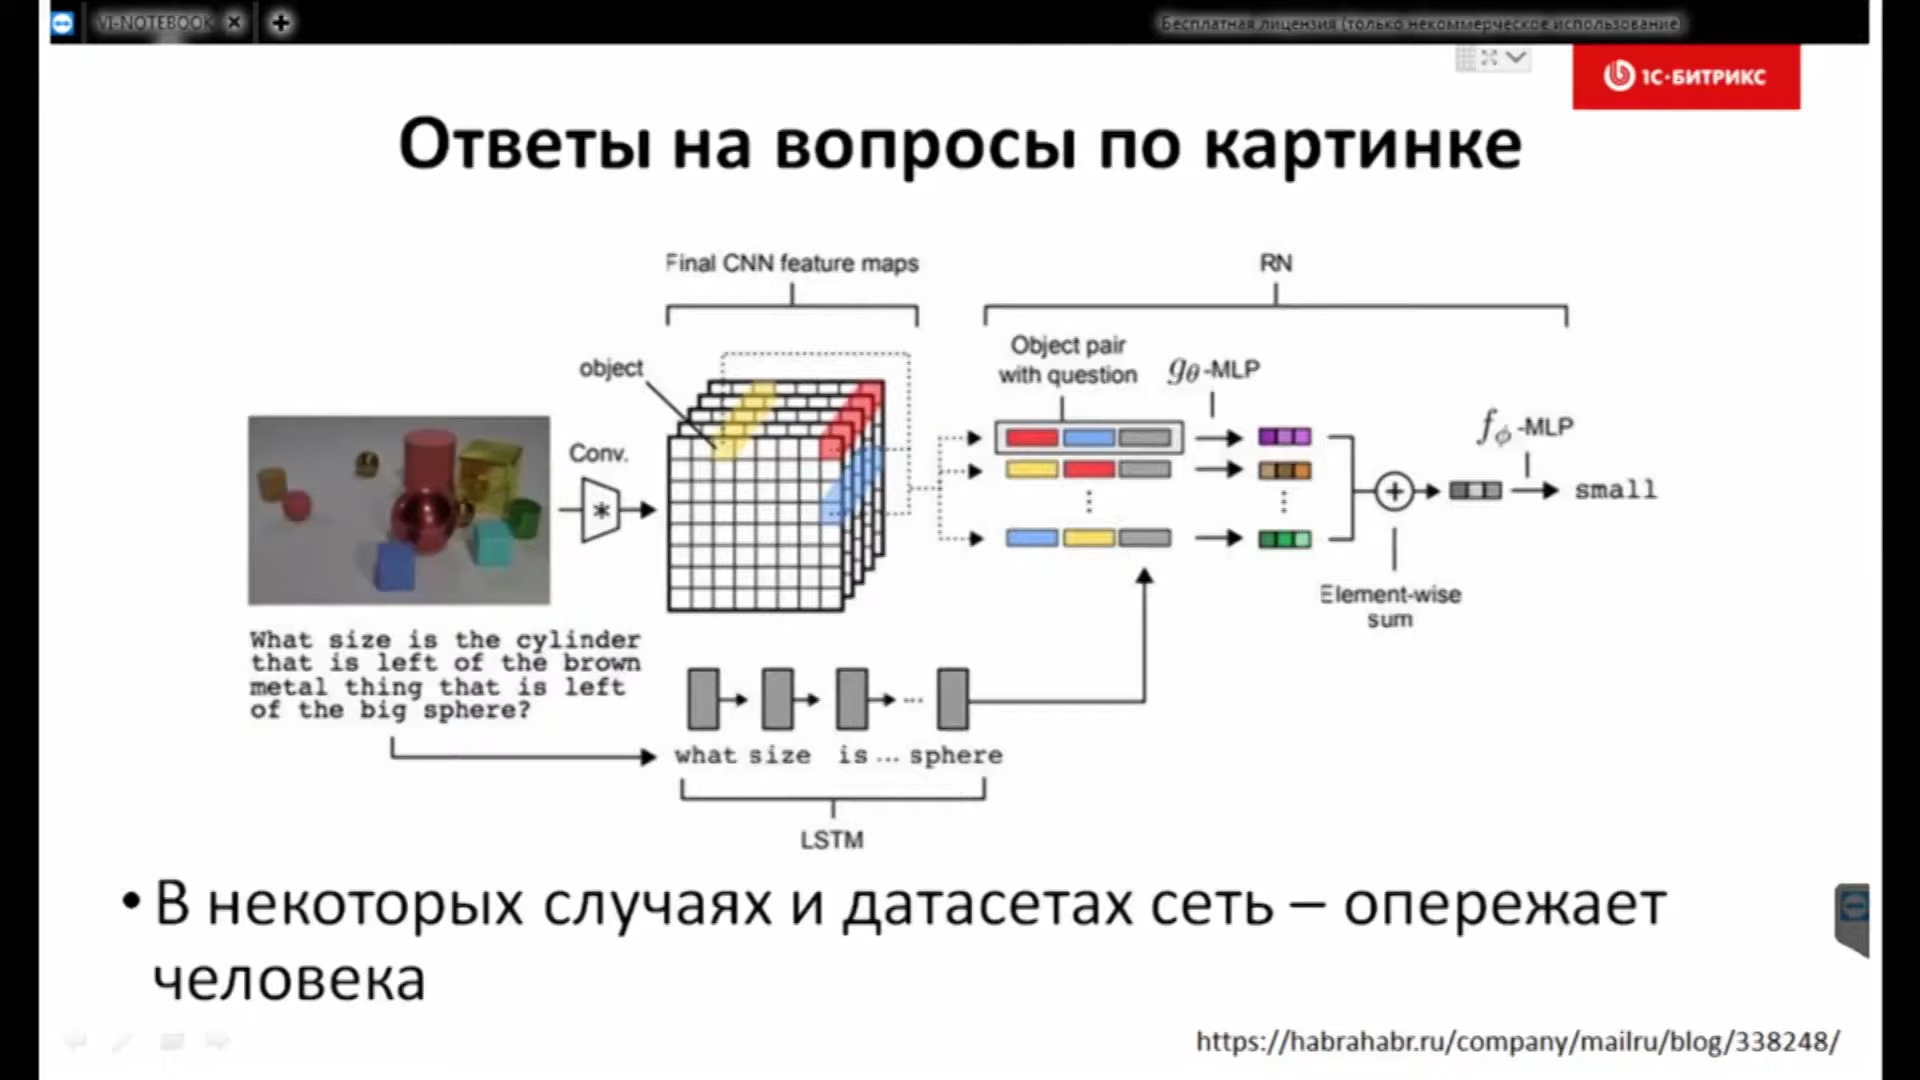 VI-NOTEBOOK
Бесплатная лицензия (только некоммерческое использование)
1С·БИТРИКС
Ответы на вопросы по картинке
Final CNN feature maps
RN
object
Object pair
with question
gθ-MLP
fϕ-MLP
Conv.
*
+
small
Element-wise
sum
What size is the cylinder
that is left of the brown
metal thing that is left
of the big sphere?
...
what size is ... sphere
LSTM
• В некоторых случаях и датасетах сеть – опережает
человека
https://habrahabr.ru/company/mailru/blog/338248/